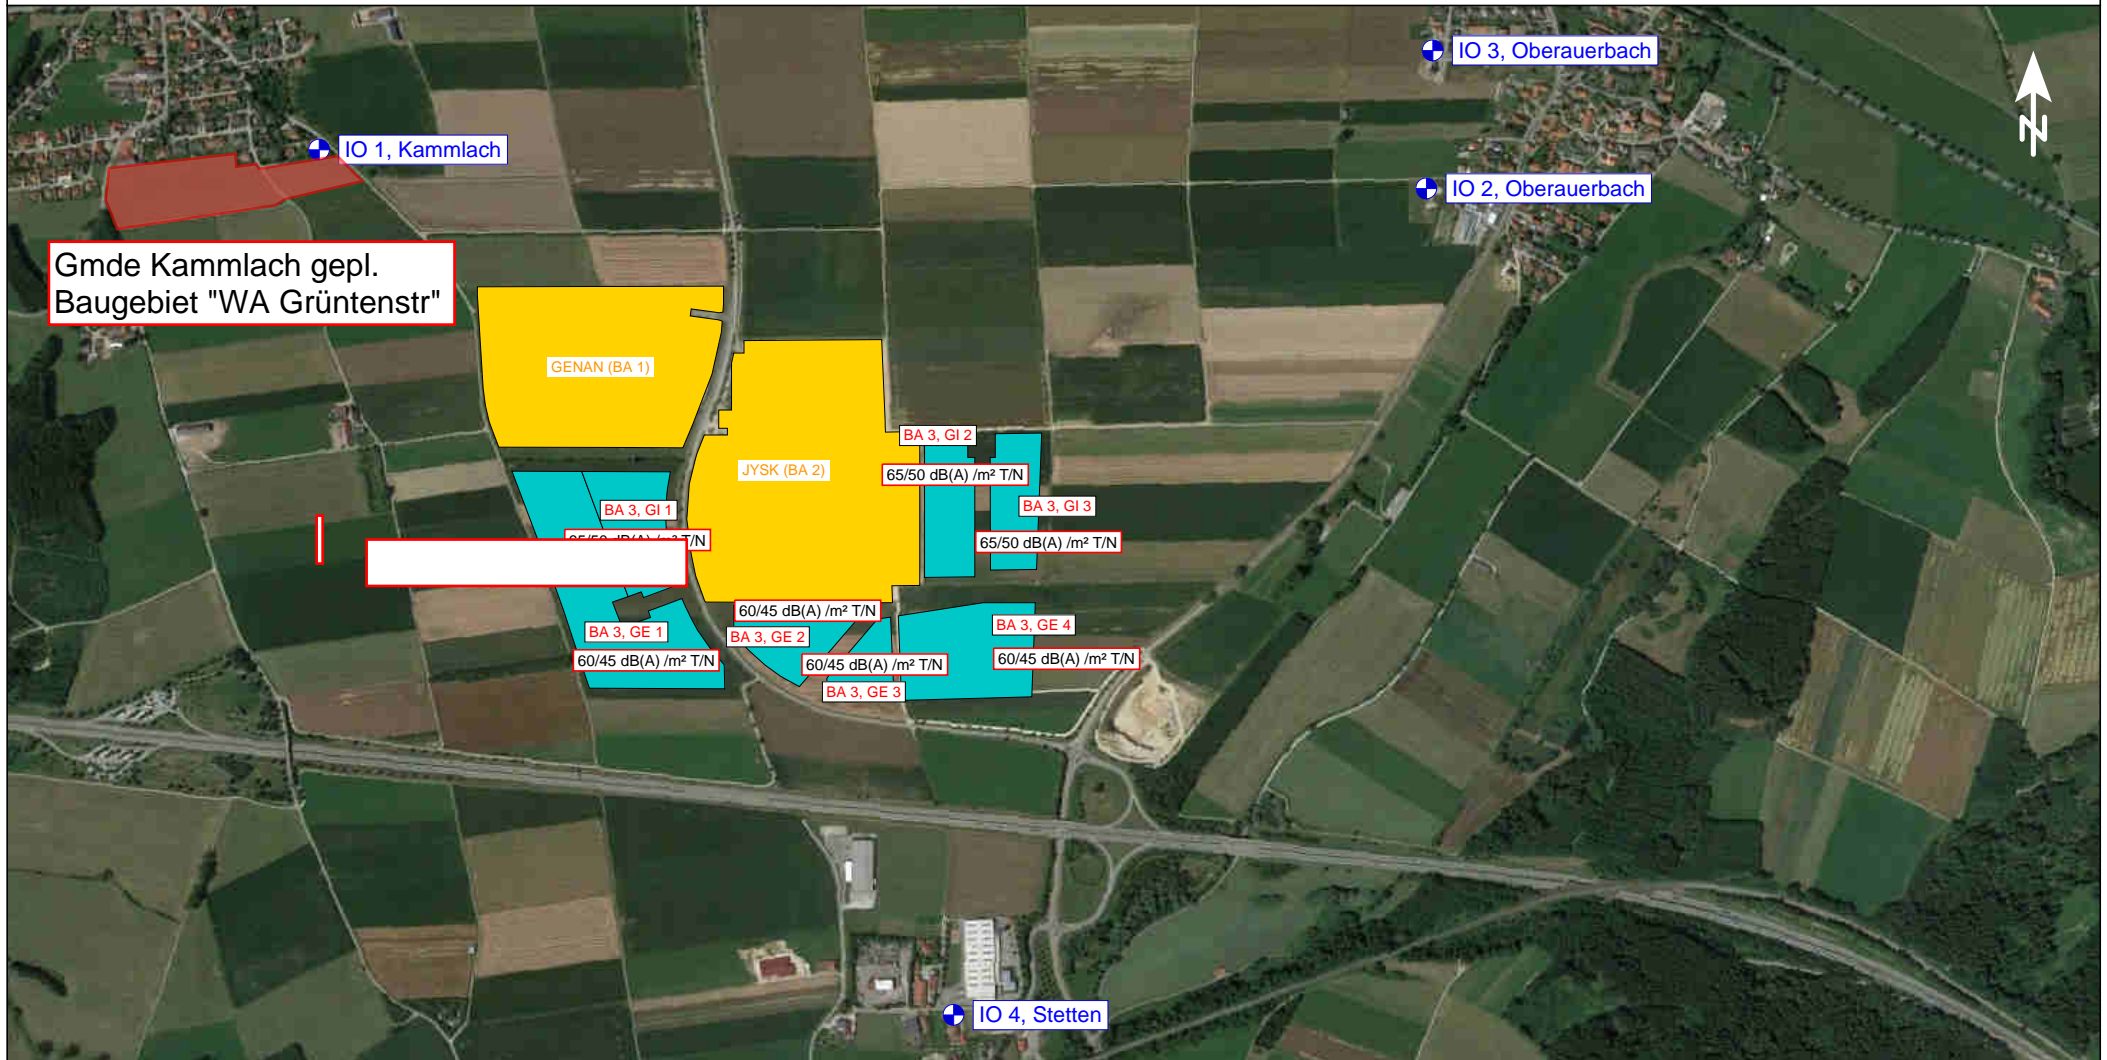 IO 3, Oberauerbach
IO 1, Kammlach
IO 2, Oberauerbach
N
Gmde Kammlach gepl.
Baugebiet "WA Grüntenstr"
GENAN (BA 1)
BA 3, GI 2
JYSK (BA 2)
65/50 dB(A) /m² T/N
BA 3, GI 1
BA 3, GI 3
65/50 dB(A) /m² T/N
65/50 dB(A) /m² T/N
60/45 dB(A) /m² T/N
BA 3, GE 1
BA 3, GE 2
BA 3, GE 4
60/45 dB(A) /m² T/N
60/45 dB(A) /m² T/N
60/45 dB(A) /m² T/N
BA 3, GE 3
IO 4, Stetten